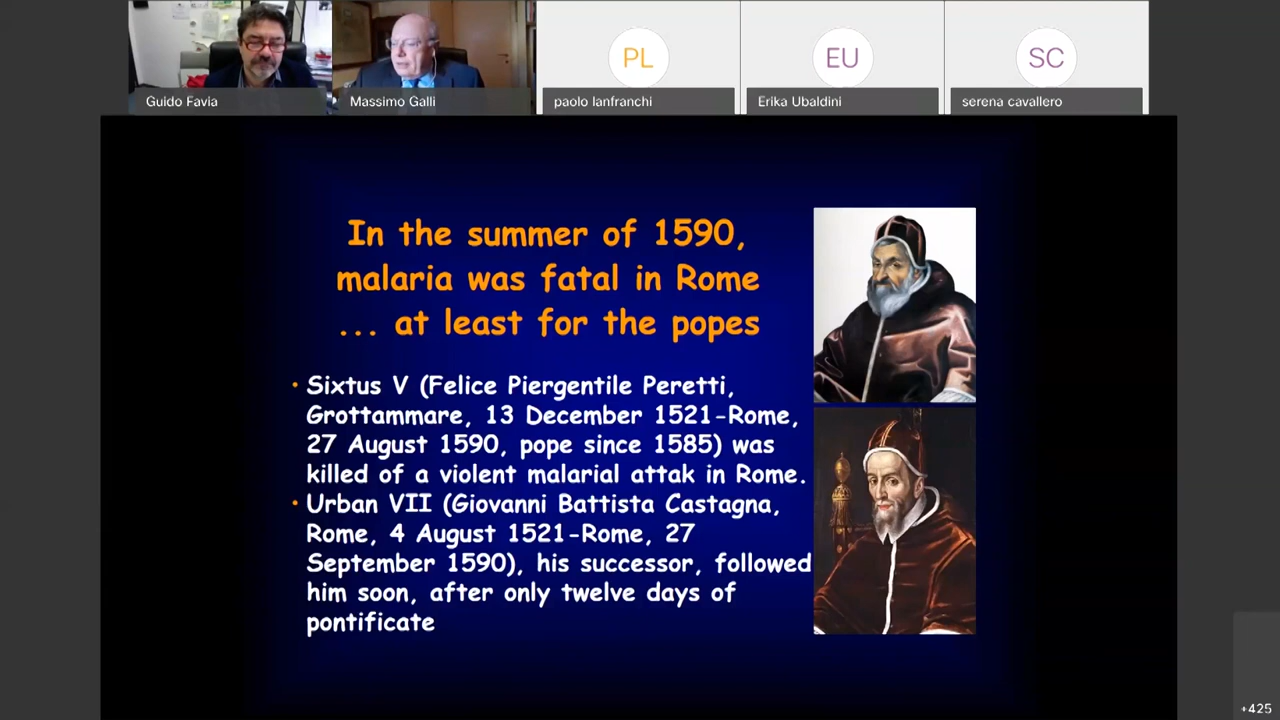 Guido Favia
Massimo Galli
PL
paolo lanfranchi
EU
Erika Ubaldini
SC
serena cavallero
In the summer of 1590,
malaria was fatal in Rome
... at least for the popes
• Sixtus V (Felice Piergentile Peretti,
Grottammare, 13 December 1521-Rome,
27 August 1590, pope since 1585) was
killed of a violent malarial attak in Rome.
• Urban VII (Giovanni Battista Castagna,
Rome, 4 August 1521-Rome, 27
September 1590), his successor, followed
him soon, after only twelve days of
pontificate
+425